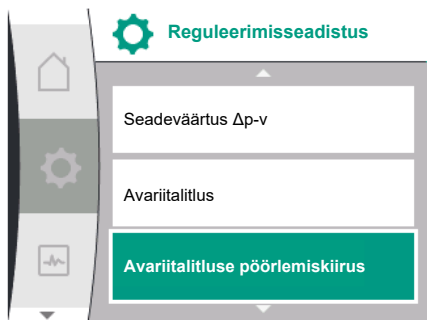 Reguleerimisseadistus
Seadeväärtus Δp-v
Avariitalitlus
Avariitalitluse pöörlemiskiirus